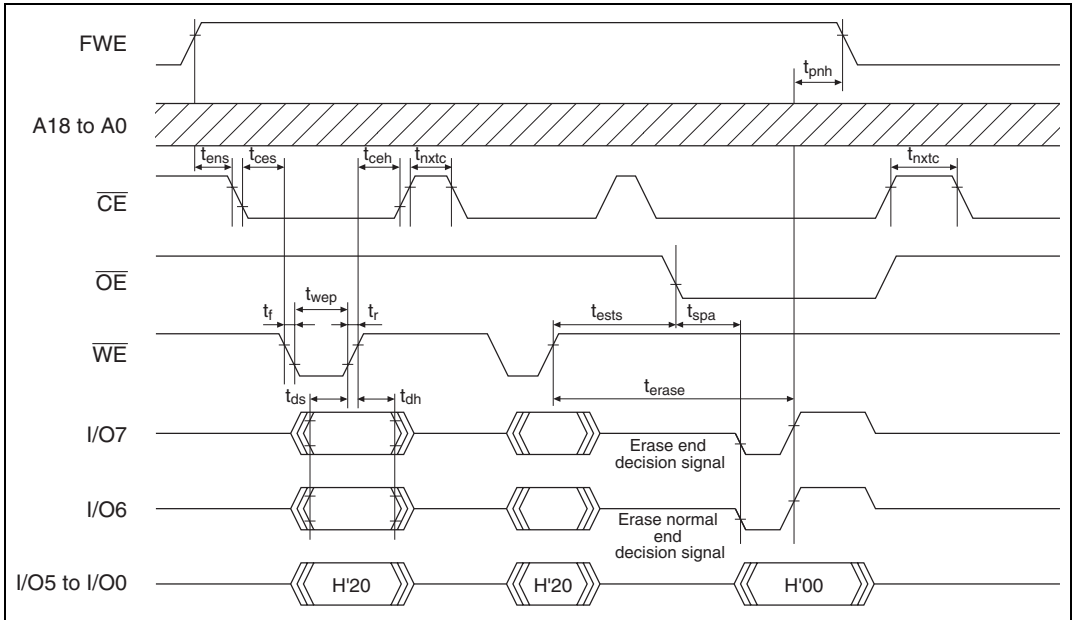 FWE
t_pnh
A18 to A0
t_ens t_ces t_ceh t_nxtc t_nxtc
CE
OE
t_f t_wep t_r t_ests t_spa
WE
t_ds t_dh t_erase
I/O7
Erase end
decision signal
I/O6
Erase normal
end
decision signal
I/O5 to I/O0 H'20 H'20 H'00